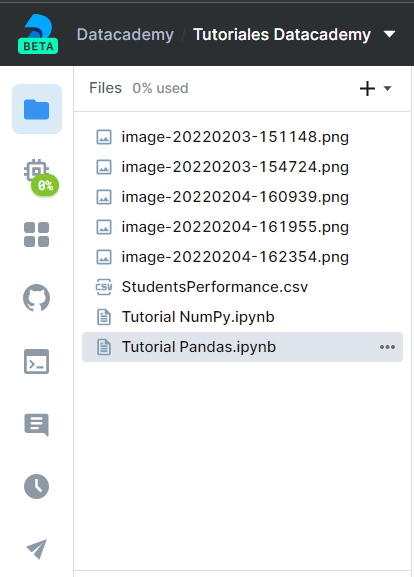 Datacademy / Tutoriales Datacademy
BETA
Files 0% used
0%
image-20220203-151148.png
image-20220203-154724.png
image-20220204-160939.png
image-20220204-161955.png
image-20220204-162354.png
CSV StudentsPerformance.csv
Tutorial NumPy.ipynb
Tutorial Pandas.ipynb